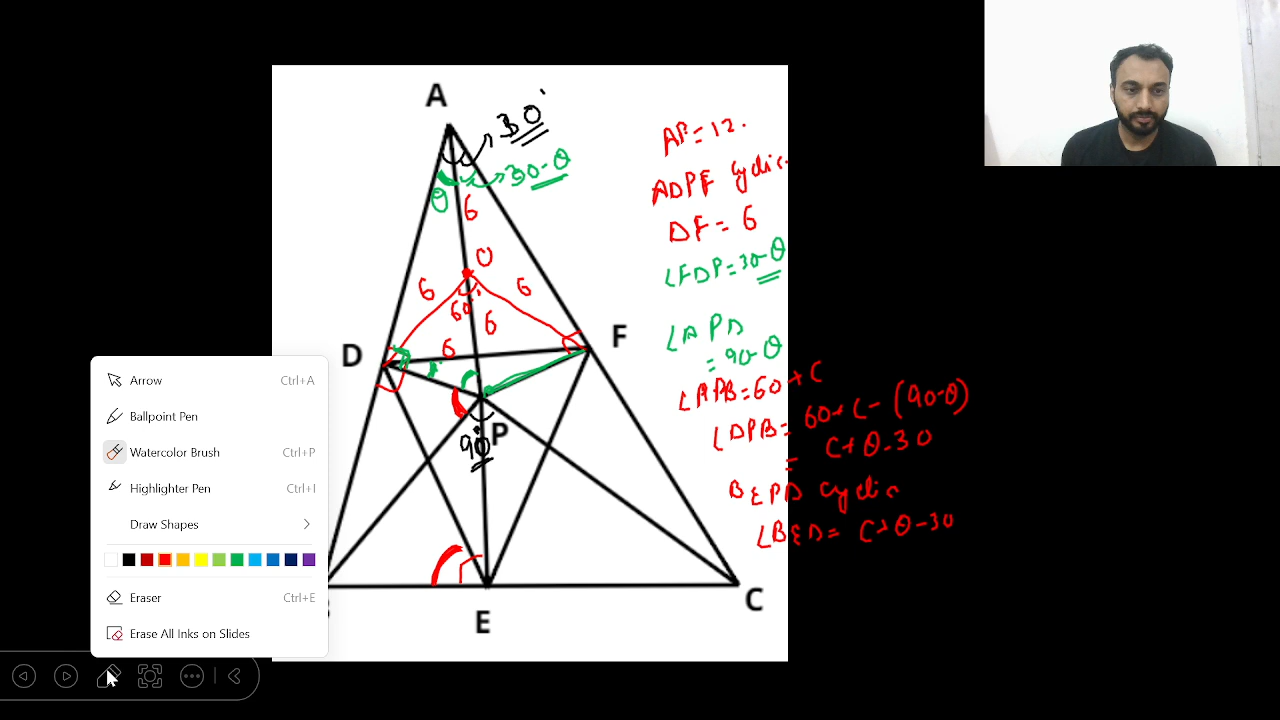 A
30°
θ
30-θ
6
O
6
6
60°
6
6
D
F
P
90°
E
C
AP=12.
ADPF Cyclic
DF=6
∠FDP=30-θ
∠APD
=90-θ
∠APB=60+C
∠DPB=60+C-(90-θ)
= C+θ-30
BEPD Cyclic
∠BED= C+θ-30
Arrow Ctrl+A
Ballpoint Pen
Watercolor Brush Ctrl+P
Highlighter Pen Ctrl+I
Draw Shapes
Eraser Ctrl+E
Erase All Inks on Slides